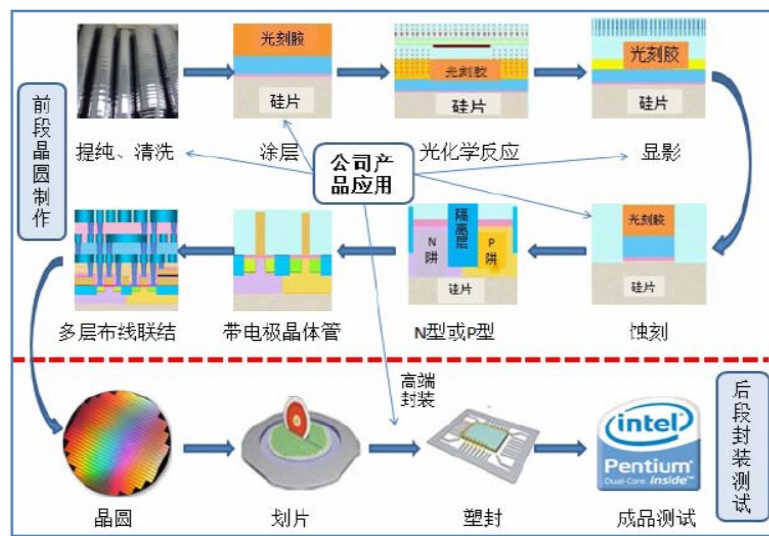 前段晶圆制作
光刻胶
硅片
光刻胶
硅片
光刻胶
硅片
提纯、清洗
涂层
光化学反应
显影
公司产
品应用
隔离层
N阱
P阱
硅片
光刻胶
硅片
多层布线联结
带电极晶体管
N型或P型
蚀刻
高端
封装
后段封装测试
intel
Pentium
Dual-Core inside™
晶圆
划片
塑封
成品测试